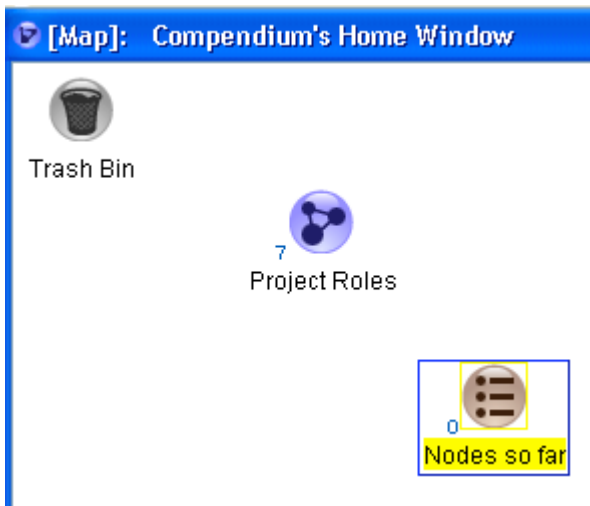 [Map]: Compendium's Home Window
Trash Bin
7
Project Roles
0
Nodes so far